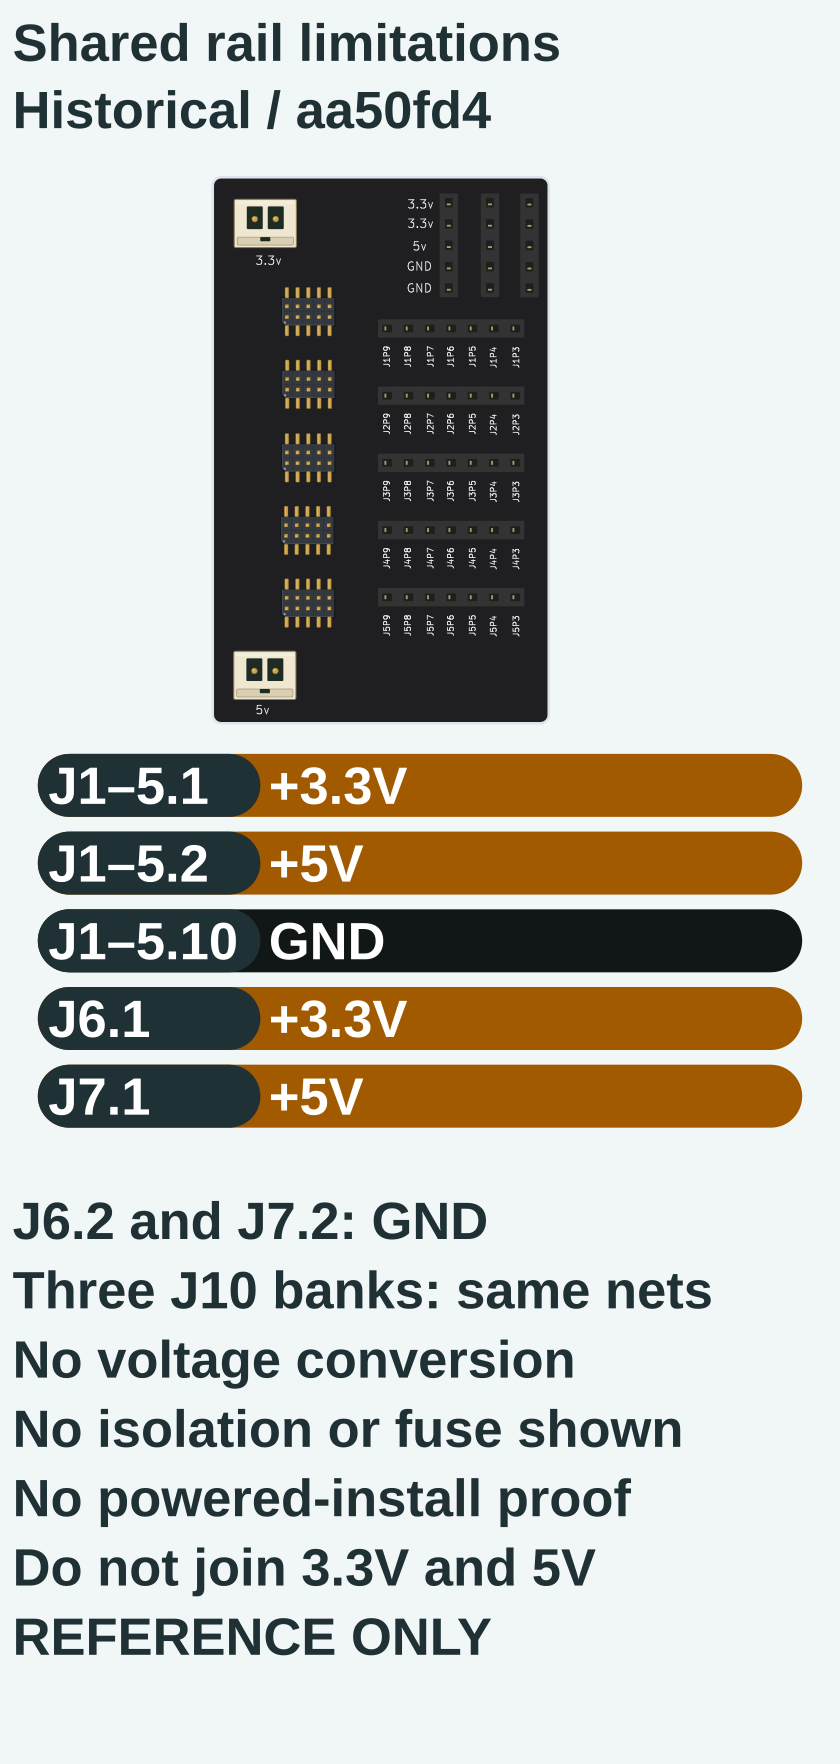 Shared rail limitations
Historical / aa50fd4
3.3v
3.3v
5v
GND
GND
3.3v
J1P9 J1P8 J1P7 J1P6 J1P5 J1P4 J1P3
J2P9 J2P8 J2P7 J2P6 J2P5 J2P4 J2P3
J3P9 J3P8 J3P7 J3P6 J3P5 J3P4 J3P3
J4P9 J4P8 J4P7 J4P6 J4P5 J4P4 J4P3
J5P9 J5P8 J5P7 J5P6 J5P5 J5P4 J5P3
5v
J1–5.1 +3.3V
J1–5.2 +5V
J1–5.10 GND
J6.1 +3.3V
J7.1 +5V
J6.2 and J7.2: GND
Three J10 banks: same nets
No voltage conversion
No isolation or fuse shown
No powered-install proof
Do not join 3.3V and 5V
REFERENCE ONLY